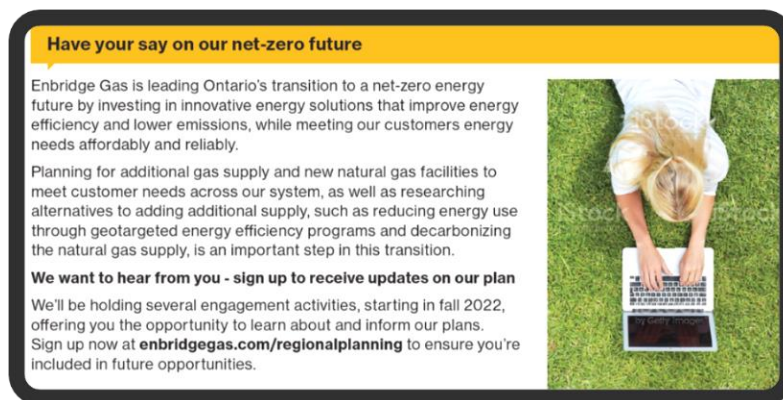 Have your say on our net-zero future
Enbridge Gas is leading Ontario's transition to a net-zero energy
future by investing in innovative energy solutions that improve energy
efficiency and lower emissions, while meeting our customers energy
needs affordably and reliably.
Planning for additional gas supply and new natural gas facilities to
meet customer needs across our system, as well as researching
alternatives to adding additional supply, such as reducing energy use
through geotargeted energy efficiency programs and decarbonizing
the natural gas supply, is an important step in this transition.
We want to hear from you - sign up to receive updates on our plan
We'll be holding several engagement activities, starting in fall 2022,
offering you the opportunity to learn about and inform our plans.
Sign up now at enbridgegas.com/regionalplanning to ensure you're
included in future opportunities.
iStock
iStock
by Getty Images